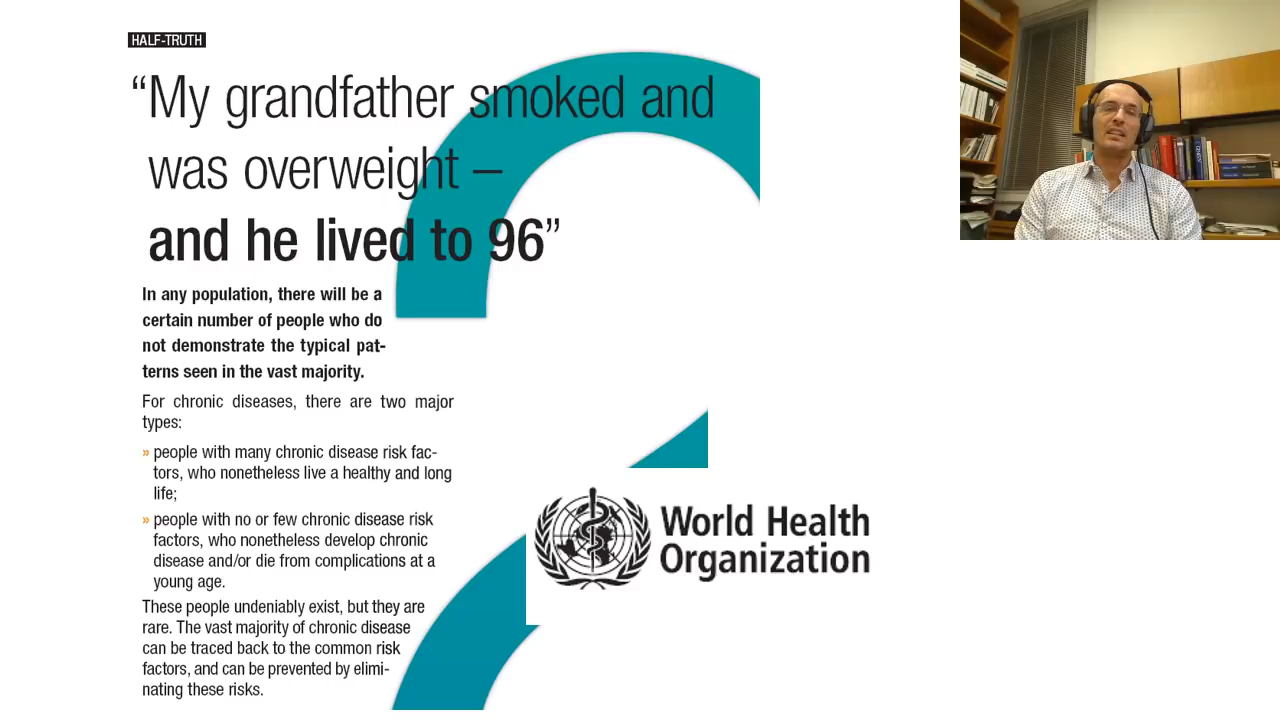 HALF-TRUTH
“My grandfather smoked and
was overweight –
and he lived to 96”
In any population, there will be a
certain number of people who do
not demonstrate the typical pat-
terns seen in the vast majority.
For chronic diseases, there are two major
types:
» people with many chronic disease risk fac-
tors, who nonetheless live a healthy and long
life;
» people with no or few chronic disease risk
factors, who nonetheless develop chronic
disease and/or die from complications at a
young age.
These people undeniably exist, but they are
rare. The vast majority of chronic disease
can be traced back to the common risk
factors, and can be prevented by elimi-
nating these risks.
World Health
Organization